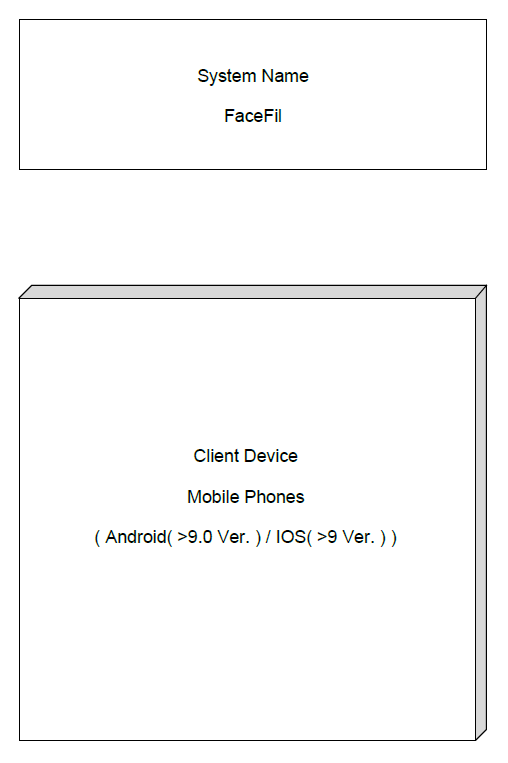 System Name
FaceFil
Client Device
Mobile Phones
( Android( >9.0 Ver. ) / IOS( >9 Ver. ) )